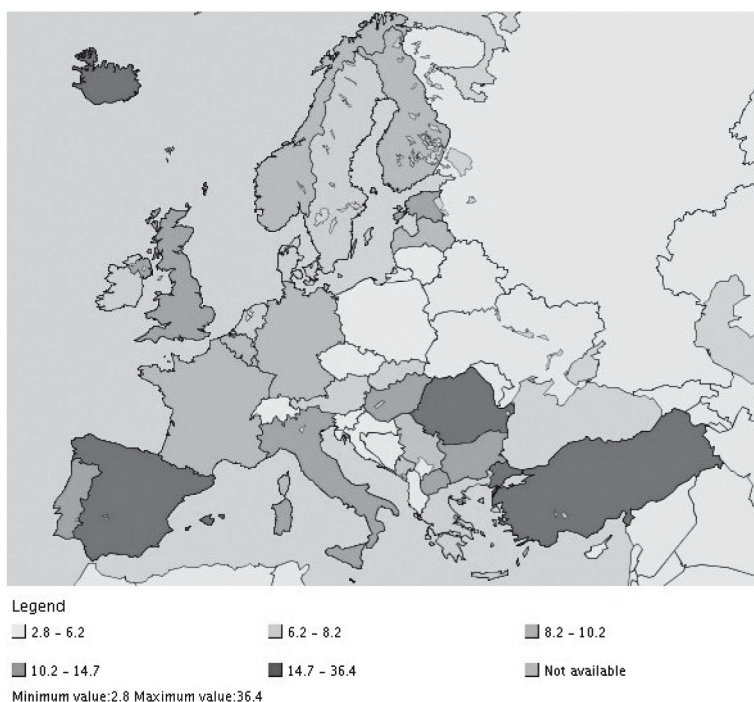 Legend
2.8 - 6.2
6.2 - 8.2
8.2 - 10.2
10.2 - 14.7
14.7 - 36.4
Not available
Minimum value:2.8 Maximum value:36.4